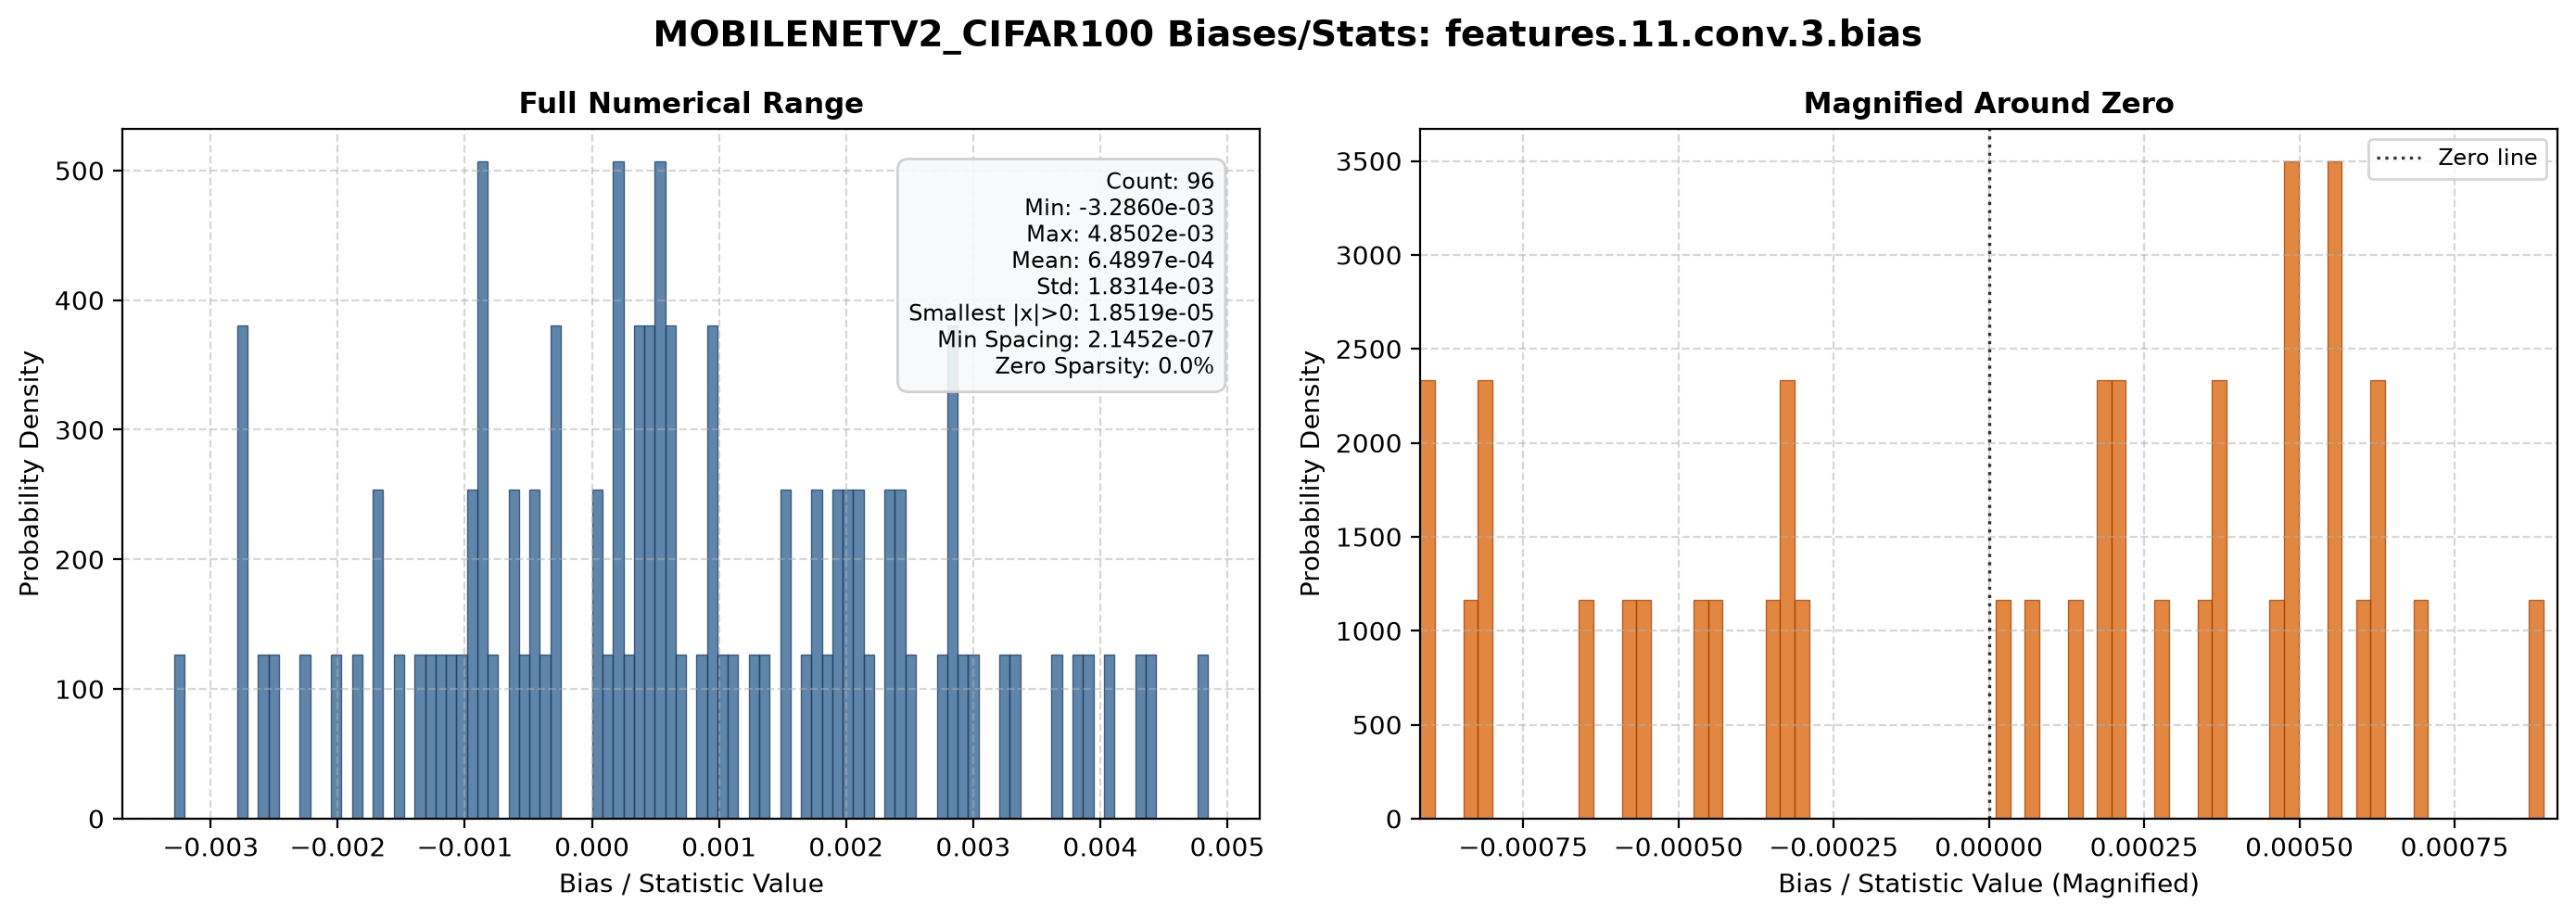 MOBILENETV2_CIFAR100 Biases/Stats: features.11.conv.3.bias
Full Numerical Range
Probability Density
500
400
300
200
100
0
Count: 96
Min: -3.2860e-03
Max: 4.8502e-03
Mean: 6.4897e-04
Std: 1.8314e-03
Smallest |x|>0: 1.8519e-05
Min Spacing: 2.1452e-07
Zero Sparsity: 0.0%
−0.003 −0.002 −0.001 0.000 0.001 0.002 0.003 0.004 0.005
Bias / Statistic Value
Magnified Around Zero
Probability Density
3500
3000
2500
2000
1500
1000
500
0
Zero line
−0.00075 −0.00050 −0.00025 0.00000 0.00025 0.00050 0.00075
Bias / Statistic Value (Magnified)